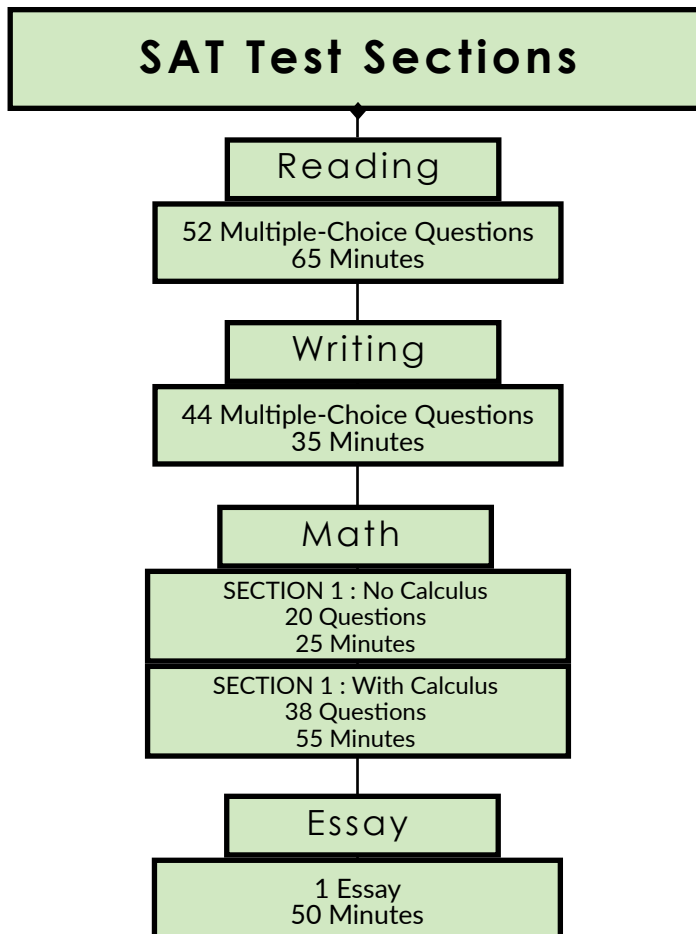 SAT Test Sections
Reading
52 Multiple-Choice Questions
65 Minutes
Writing
44 Multiple-Choice Questions
35 Minutes
Math
SECTION 1 : No Calculus
20 Questions
25 Minutes
SECTION 1 : With Calculus
38 Questions
55 Minutes
Essay
1 Essay
50 Minutes